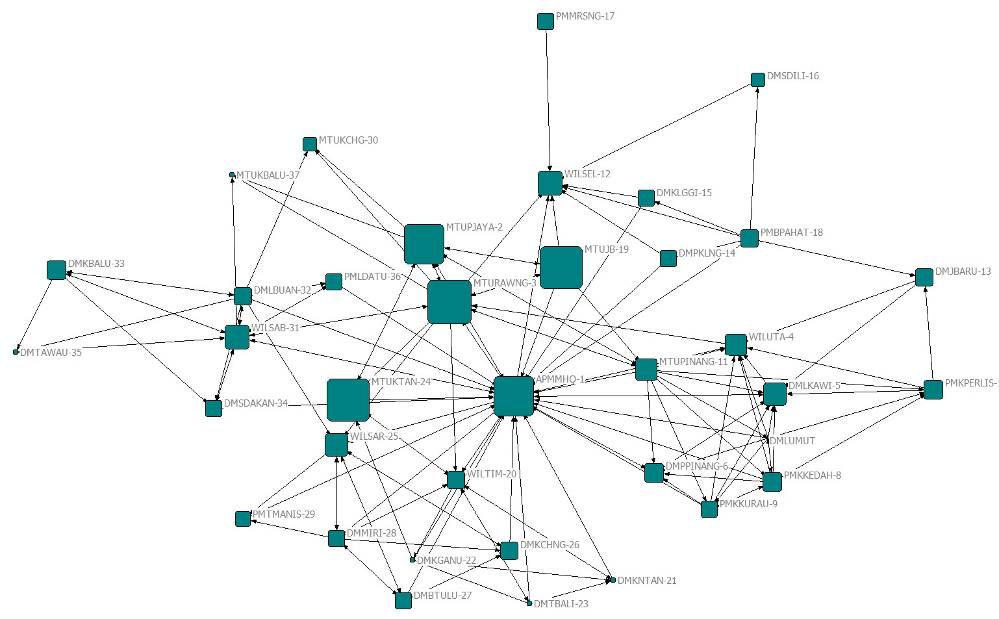 PMMRSNG-17
DMSDILI-16
MTUKCHG-30
WILSEL-12
MTUKBALU-37
DMKLGGI-15
MTUPJAYA-2
PMBPAHAT-18
MTUJB-19
DMPKLNG-14
DMKBALU-33
DMJBARU-13
PMLDATU-36
MTURAWNG-3
DMLBUAN-32
WILSAB-31
WILUTA-4
DMTAWAU-35
MTUPINANG-11
MTUKTAN-24
APMMHQ-1
DMLKAWI-5
PMKPERLIS-
DMSDAKAN-34
WILSAR-25
DMLUMUT
DMPPINANG-6
WILTIM-20
PMKKEDAH-8
PMKKURAU-9
PMTMANIS-29
DMMIRI-28
DMKCHNG-26
DMKGANU-22
DMKNTAN-21
DMBTULU-27
DMTBALI-23